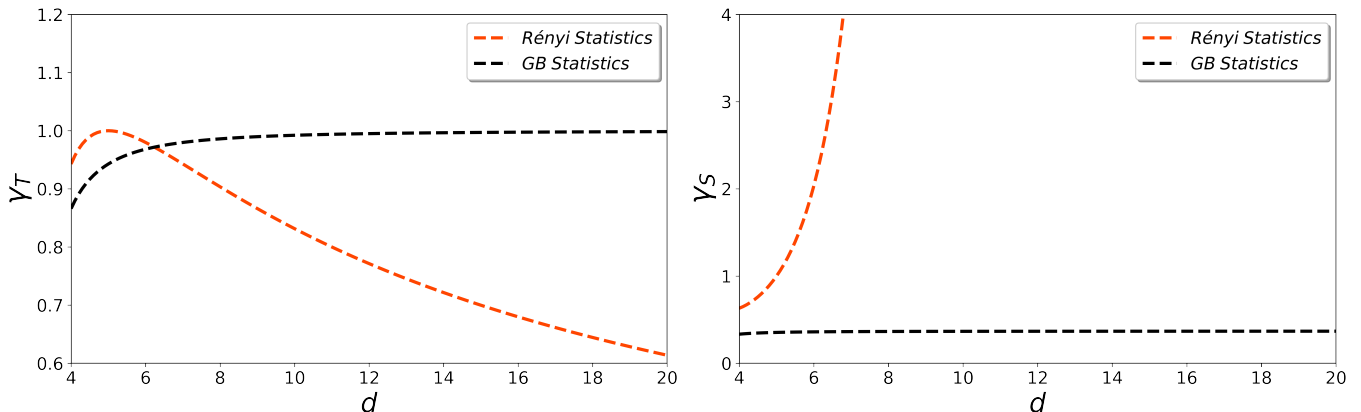 1.2
1.1
1.0
0.9
0.8
0.7
0.6
γT
4 6 8 10 12 14 16 18 20
d
Rényi Statistics
GB Statistics
4
3
2
1
0
γS
4 6 8 10 12 14 16 18 20
d
Rényi Statistics
GB Statistics